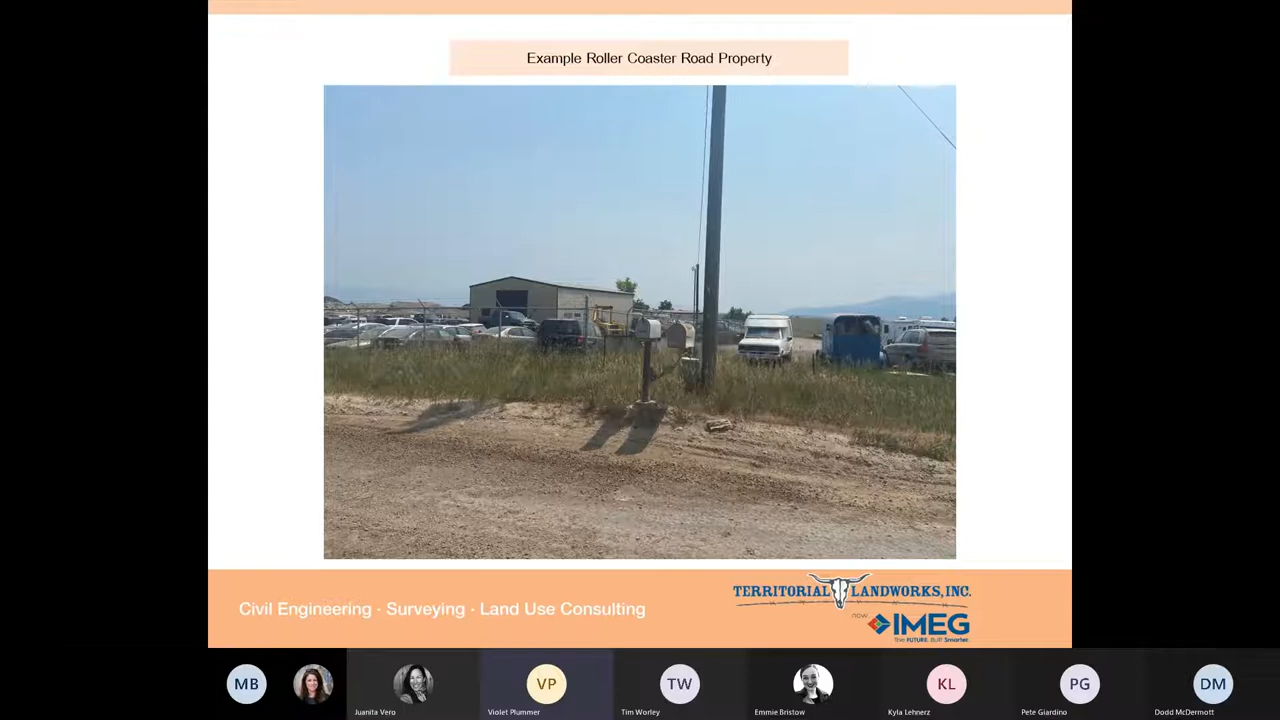 Example Roller Coaster Road Property
Civil Engineering · Surveying · Land Use Consulting
TERRITORIAL LANDWORKS, INC.
now
IMEG
The FUTURE. Built Smarter.
MB
VP
TW
KL
PG
DM
Juanita Vero
Violet Plummer
Tim Worley
Emmie Bristow
Kyla Lehnerz
Pete Giardino
Dodd McDermott